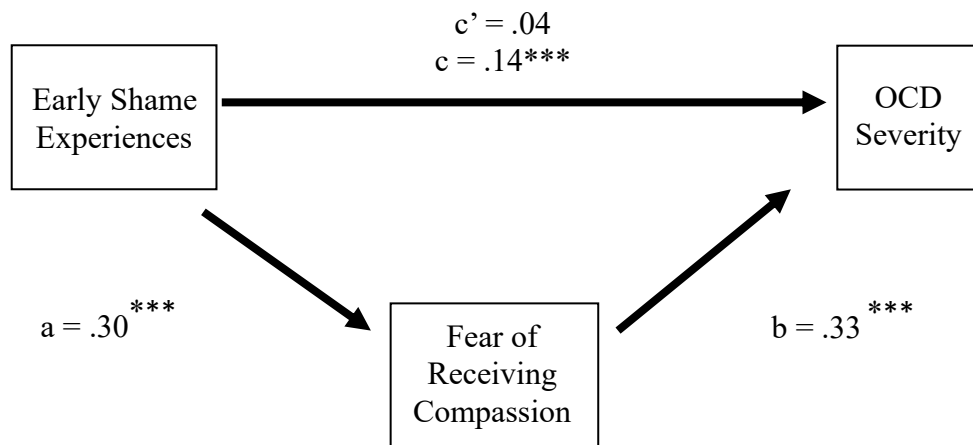 c’ = .04
c = .14***
Early Shame
Experiences
OCD
Severity
a = .30***
Fear of
Receiving
Compassion
b = .33 ***